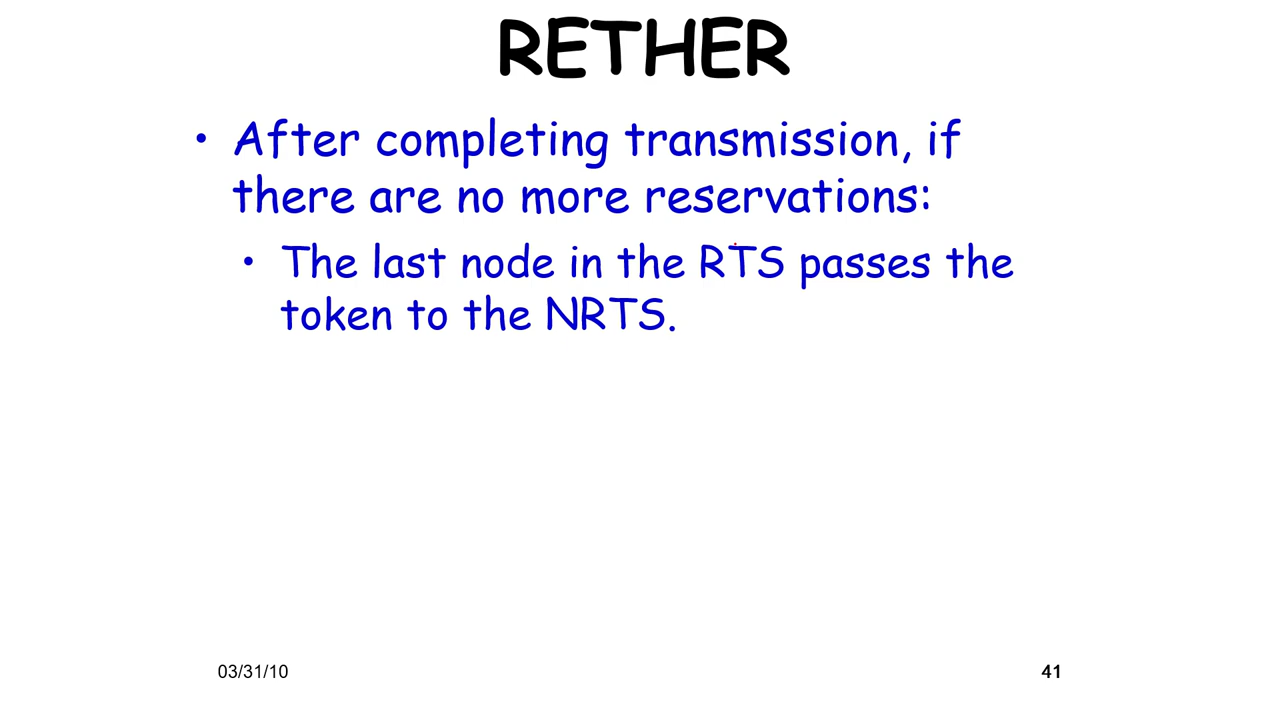 RETHER
• After completing transmission, if
there are no more reservations:
• The last node in the RTS passes the
token to the NRTS.
03/31/10
41